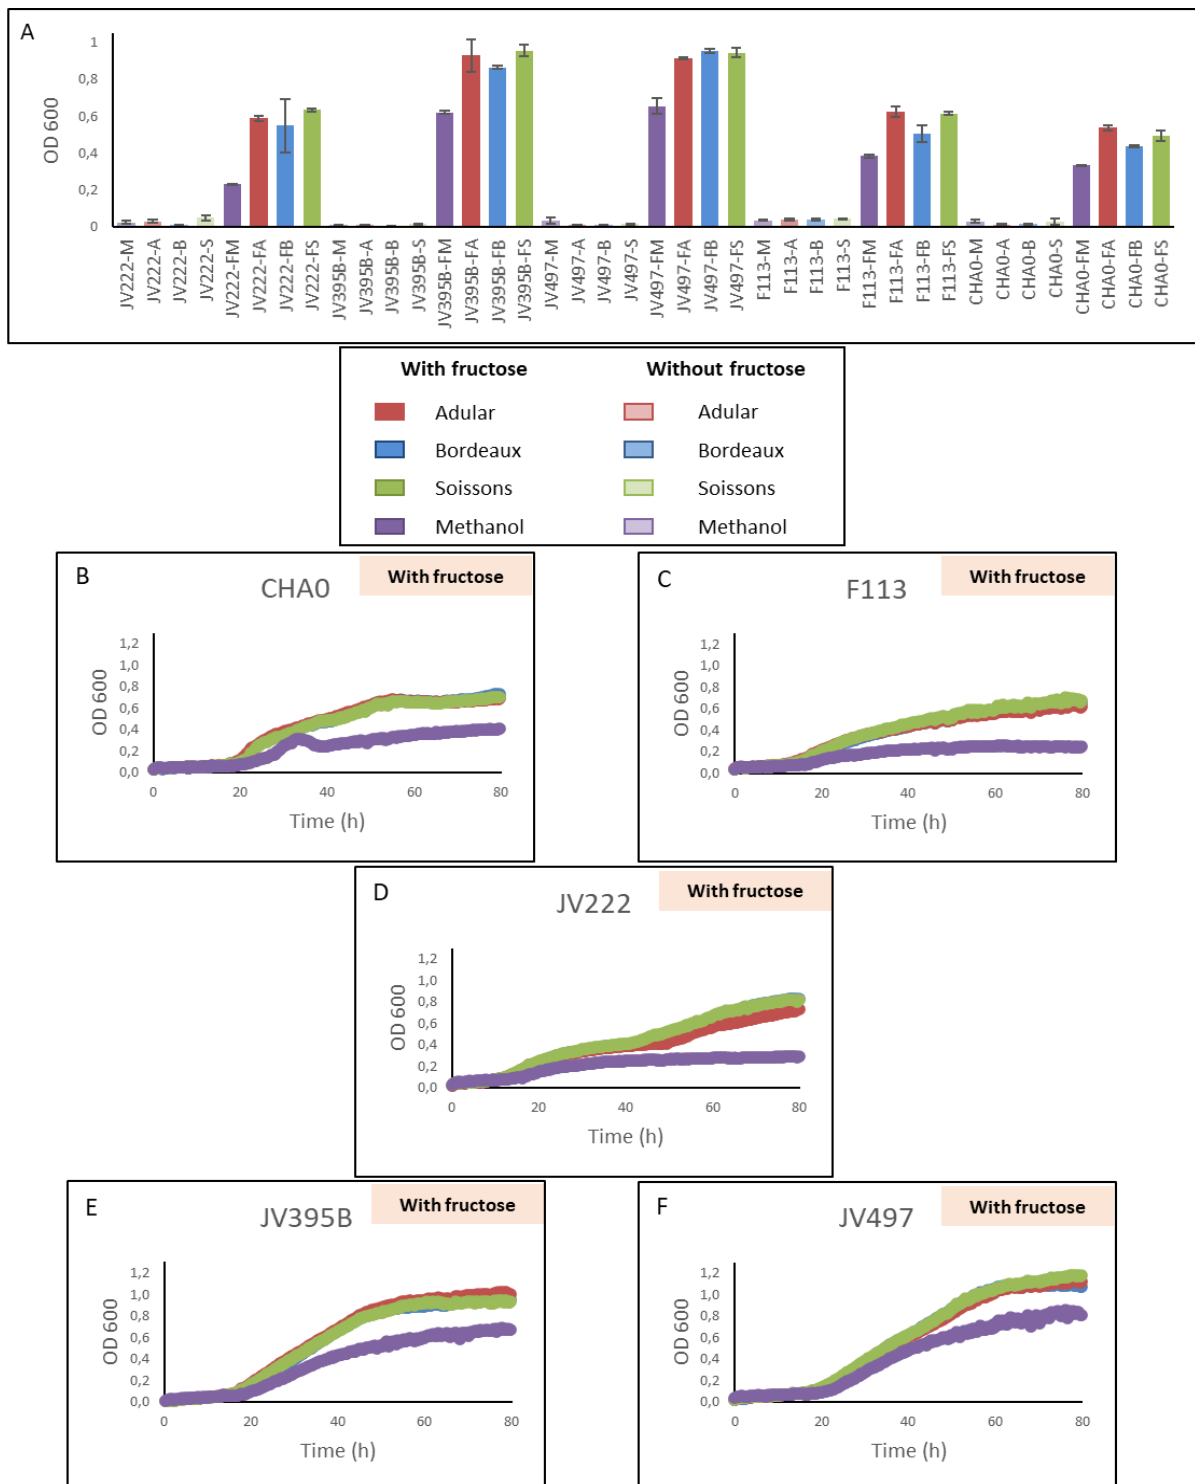 A
1
0,8
0,6
0,4
0,2
0
OD 600
JV222-M
JV222-A
JV222-B
JV222-S
JV222-FM
JV222-FA
JV222-FB
JV222-FS
JV395B-M
JV395B-A
JV395B-B
JV395B-S
JV395B-FM
JV395B-FA
JV395B-FB
JV395B-FS
JV497-M
JV497-A
JV497-B
JV497-S
JV497-FM
JV497-FA
JV497-FB
JV497-FS
F113-M
F113-A
F113-B
F113-S
F113-FM
F113-FA
F113-FB
F113-FS
CHA0-M
CHA0-A
CHA0-B
CHA0-S
CHA0-FM
CHA0-FA
CHA0-FB
CHA0-FS
With fructose Without fructose
Adular Adular
Bordeaux Bordeaux
Soissons Soissons
Methanol Methanol
B
With fructose
CHA0
1,2
1,0
0,8
0,6
0,4
0,2
0,0
OD 600
0 20 40 60 80
Time (h)
C
With fructose
F113
1,2
1,0
0,8
0,6
0,4
0,2
0,0
OD 600
0 20 40 60 80
Time (h)
D
With fructose
JV222
1,2
1,0
0,8
0,6
0,4
0,2
0,0
OD 600
0 20 40 60 80
Time (h)
E
With fructose
JV395B
1,2
1,0
0,8
0,6
0,4
0,2
0,0
OD 600
0 20 40 60 80
Time (h)
F
With fructose
JV497
1,2
1,0
0,8
0,6
0,4
0,2
0,0
OD 600
0 20 40 60 80
Time (h)